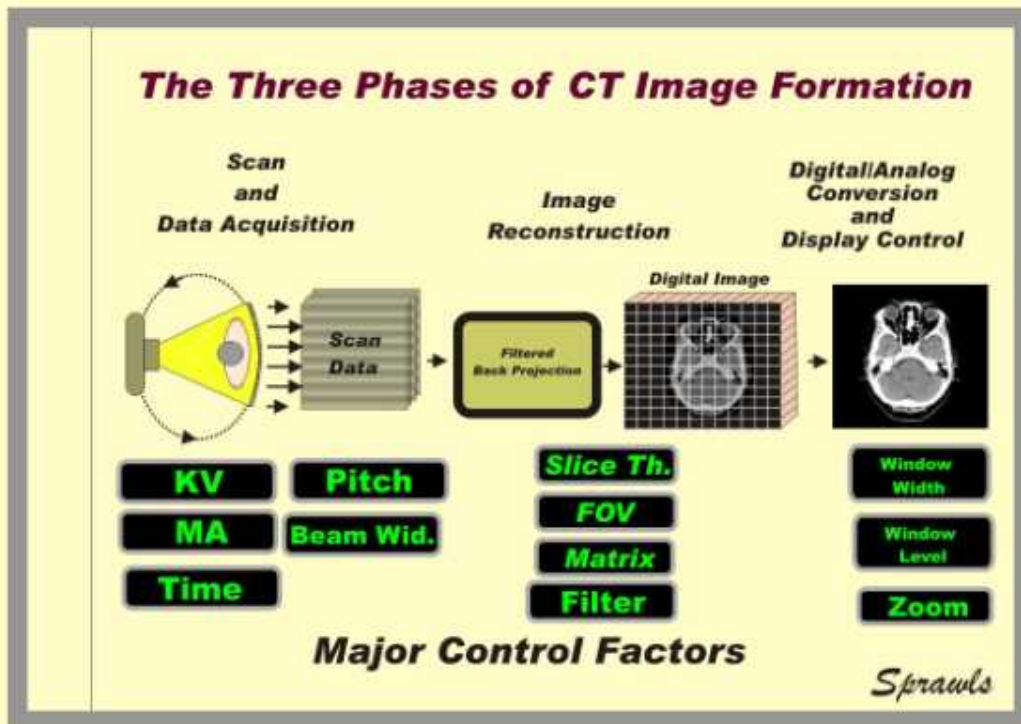 The Three Phases of CT Image Formation
Scan
and
Data Acquisition
Image
Reconstruction
Digital/Analog
Conversion
and
Display Control
Digital Image
Scan
Data
Filtered
Back Projection
KV
Pitch
MA
Beam Wid.
Time
Slice Th.
FOV
Matrix
Filter
Window
Width
Window
Level
Zoom
Major Control Factors
Sprawls